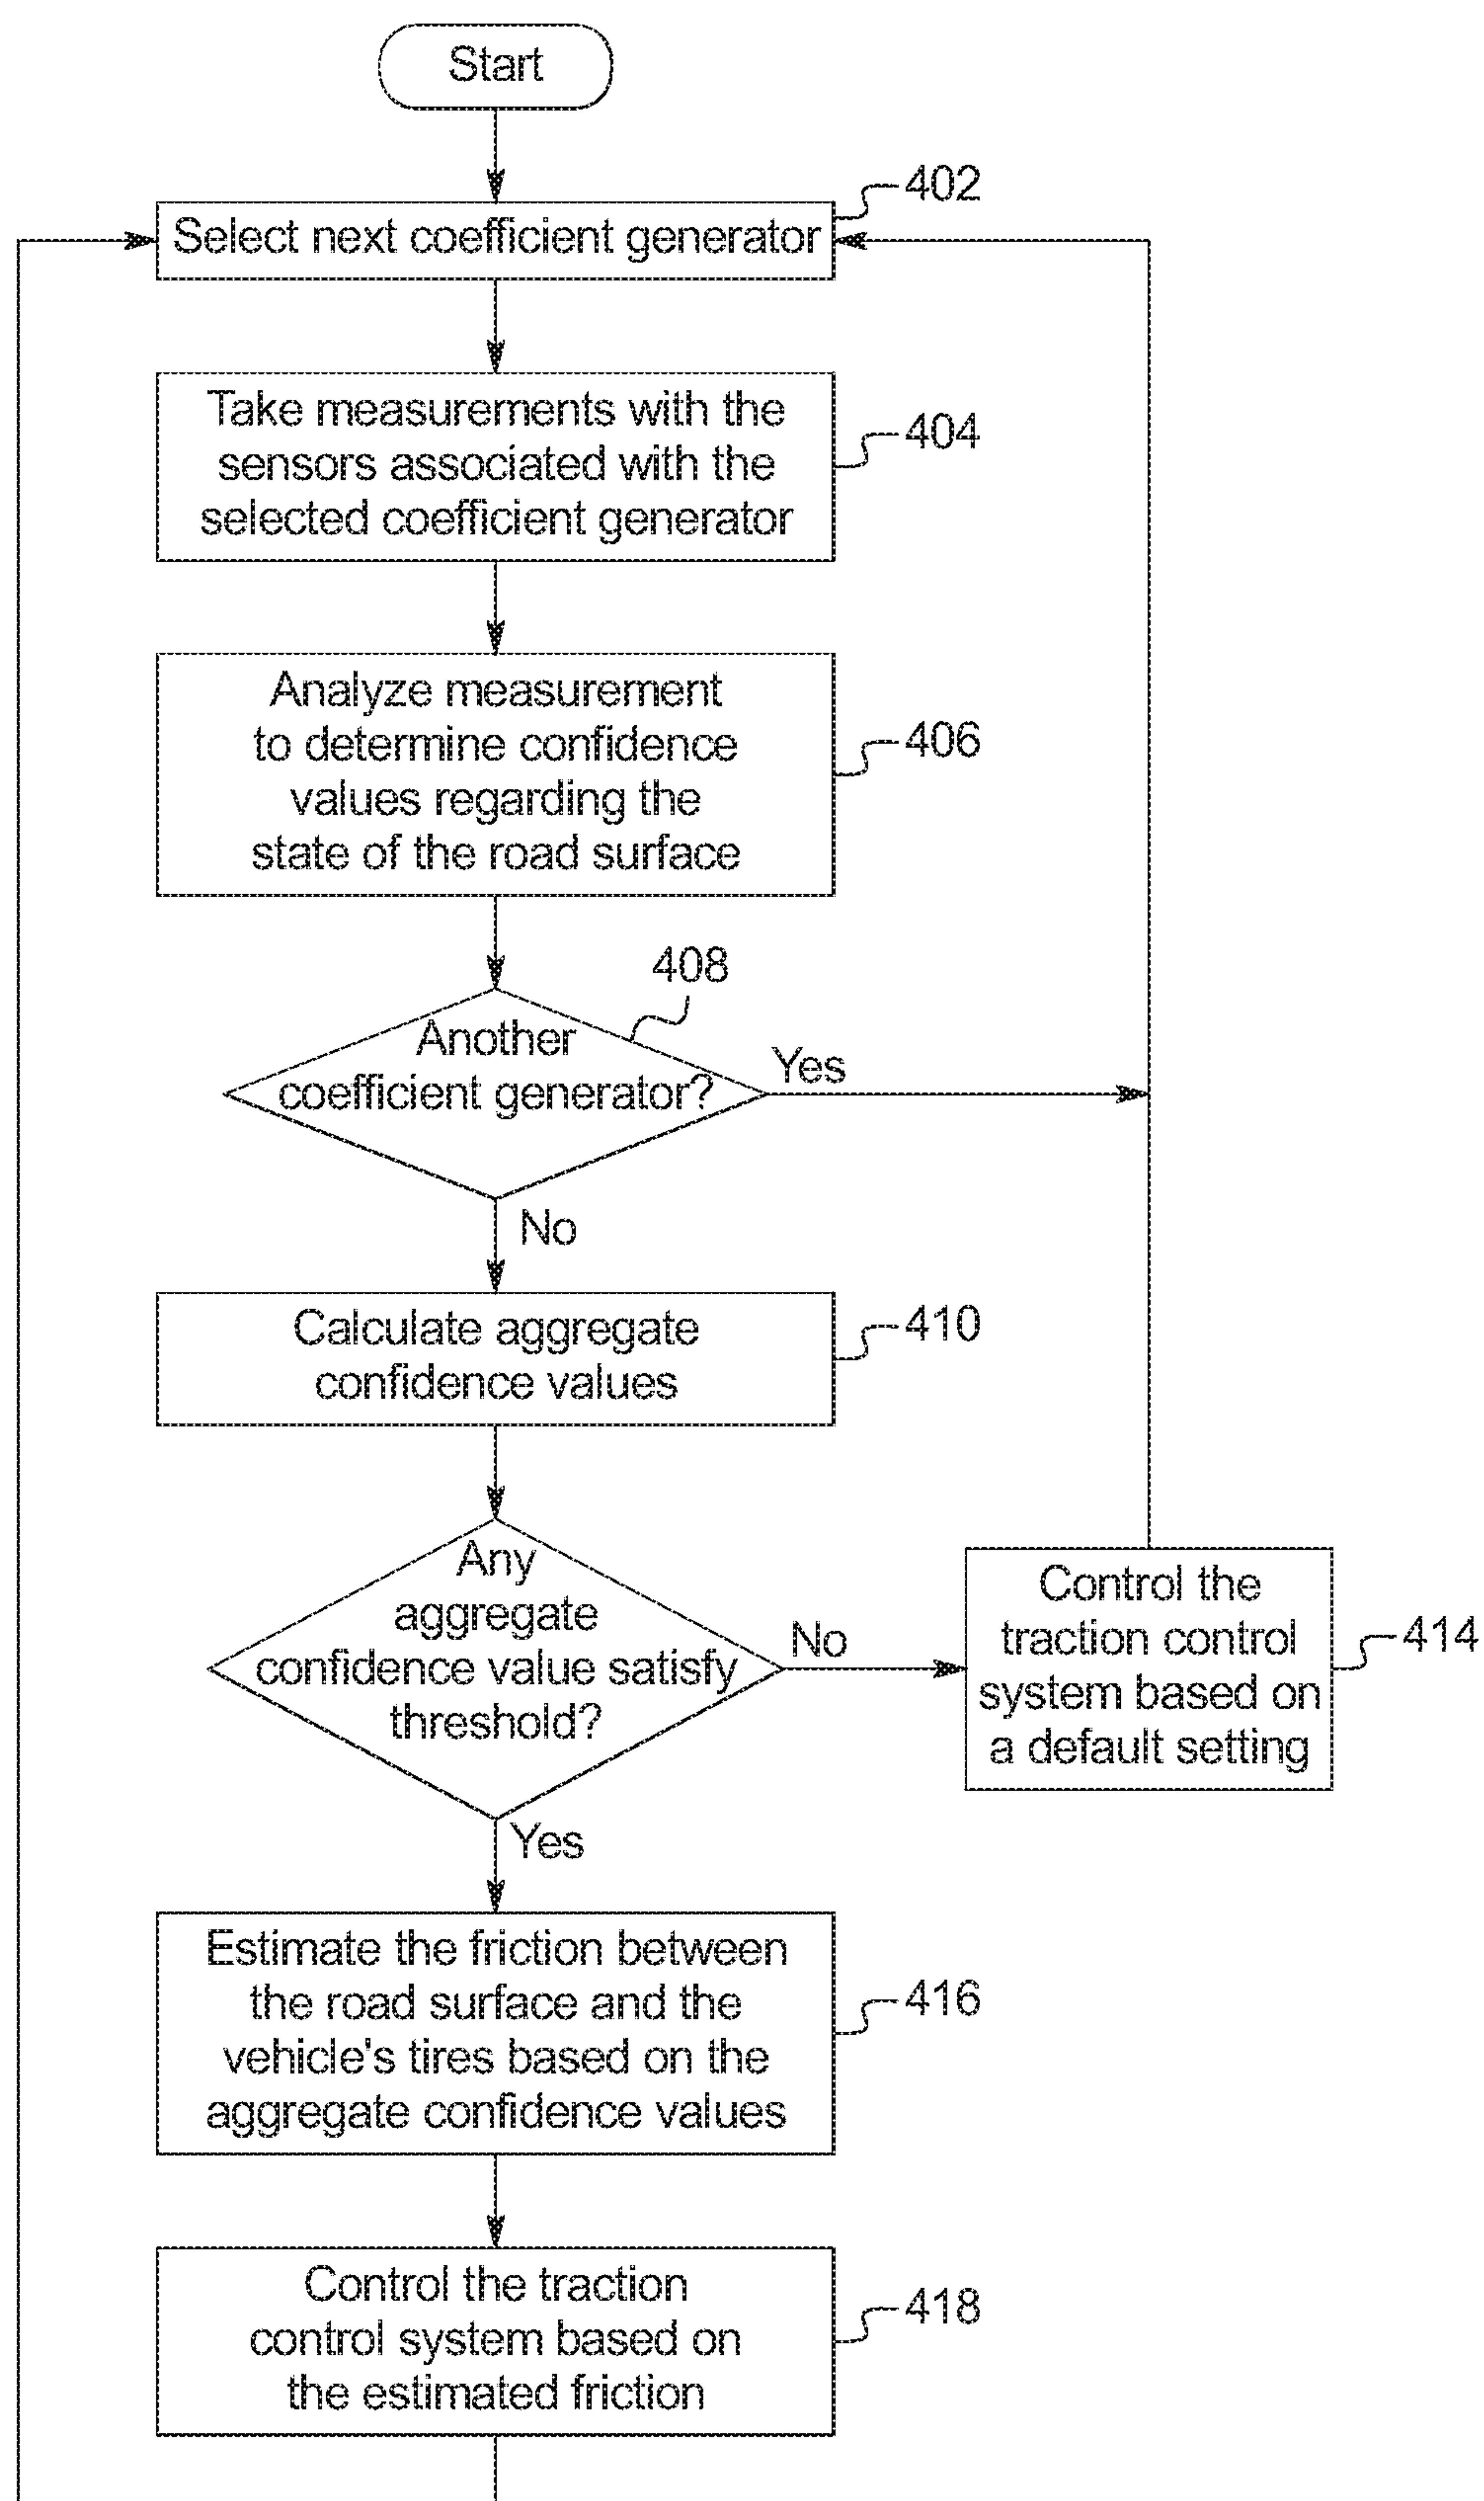 Start
402
Select next coefficient generator
Take measurements with the
sensors associated with the
selected coefficient generator
404
Analyze measurement
to determine confidence
values regarding the
state of the road surface
406
408
Another
coefficient generator?
Yes
No
Calculate aggregate
confidence values
410
Any
aggregate
confidence value satisfy
threshold?
No
Control the
traction control
system based on
a default setting
414
Yes
Estimate the friction between
the road surface and the
vehicle's tires based on the
aggregate confidence values
416
Control the traction
control system based on
the estimated friction
418